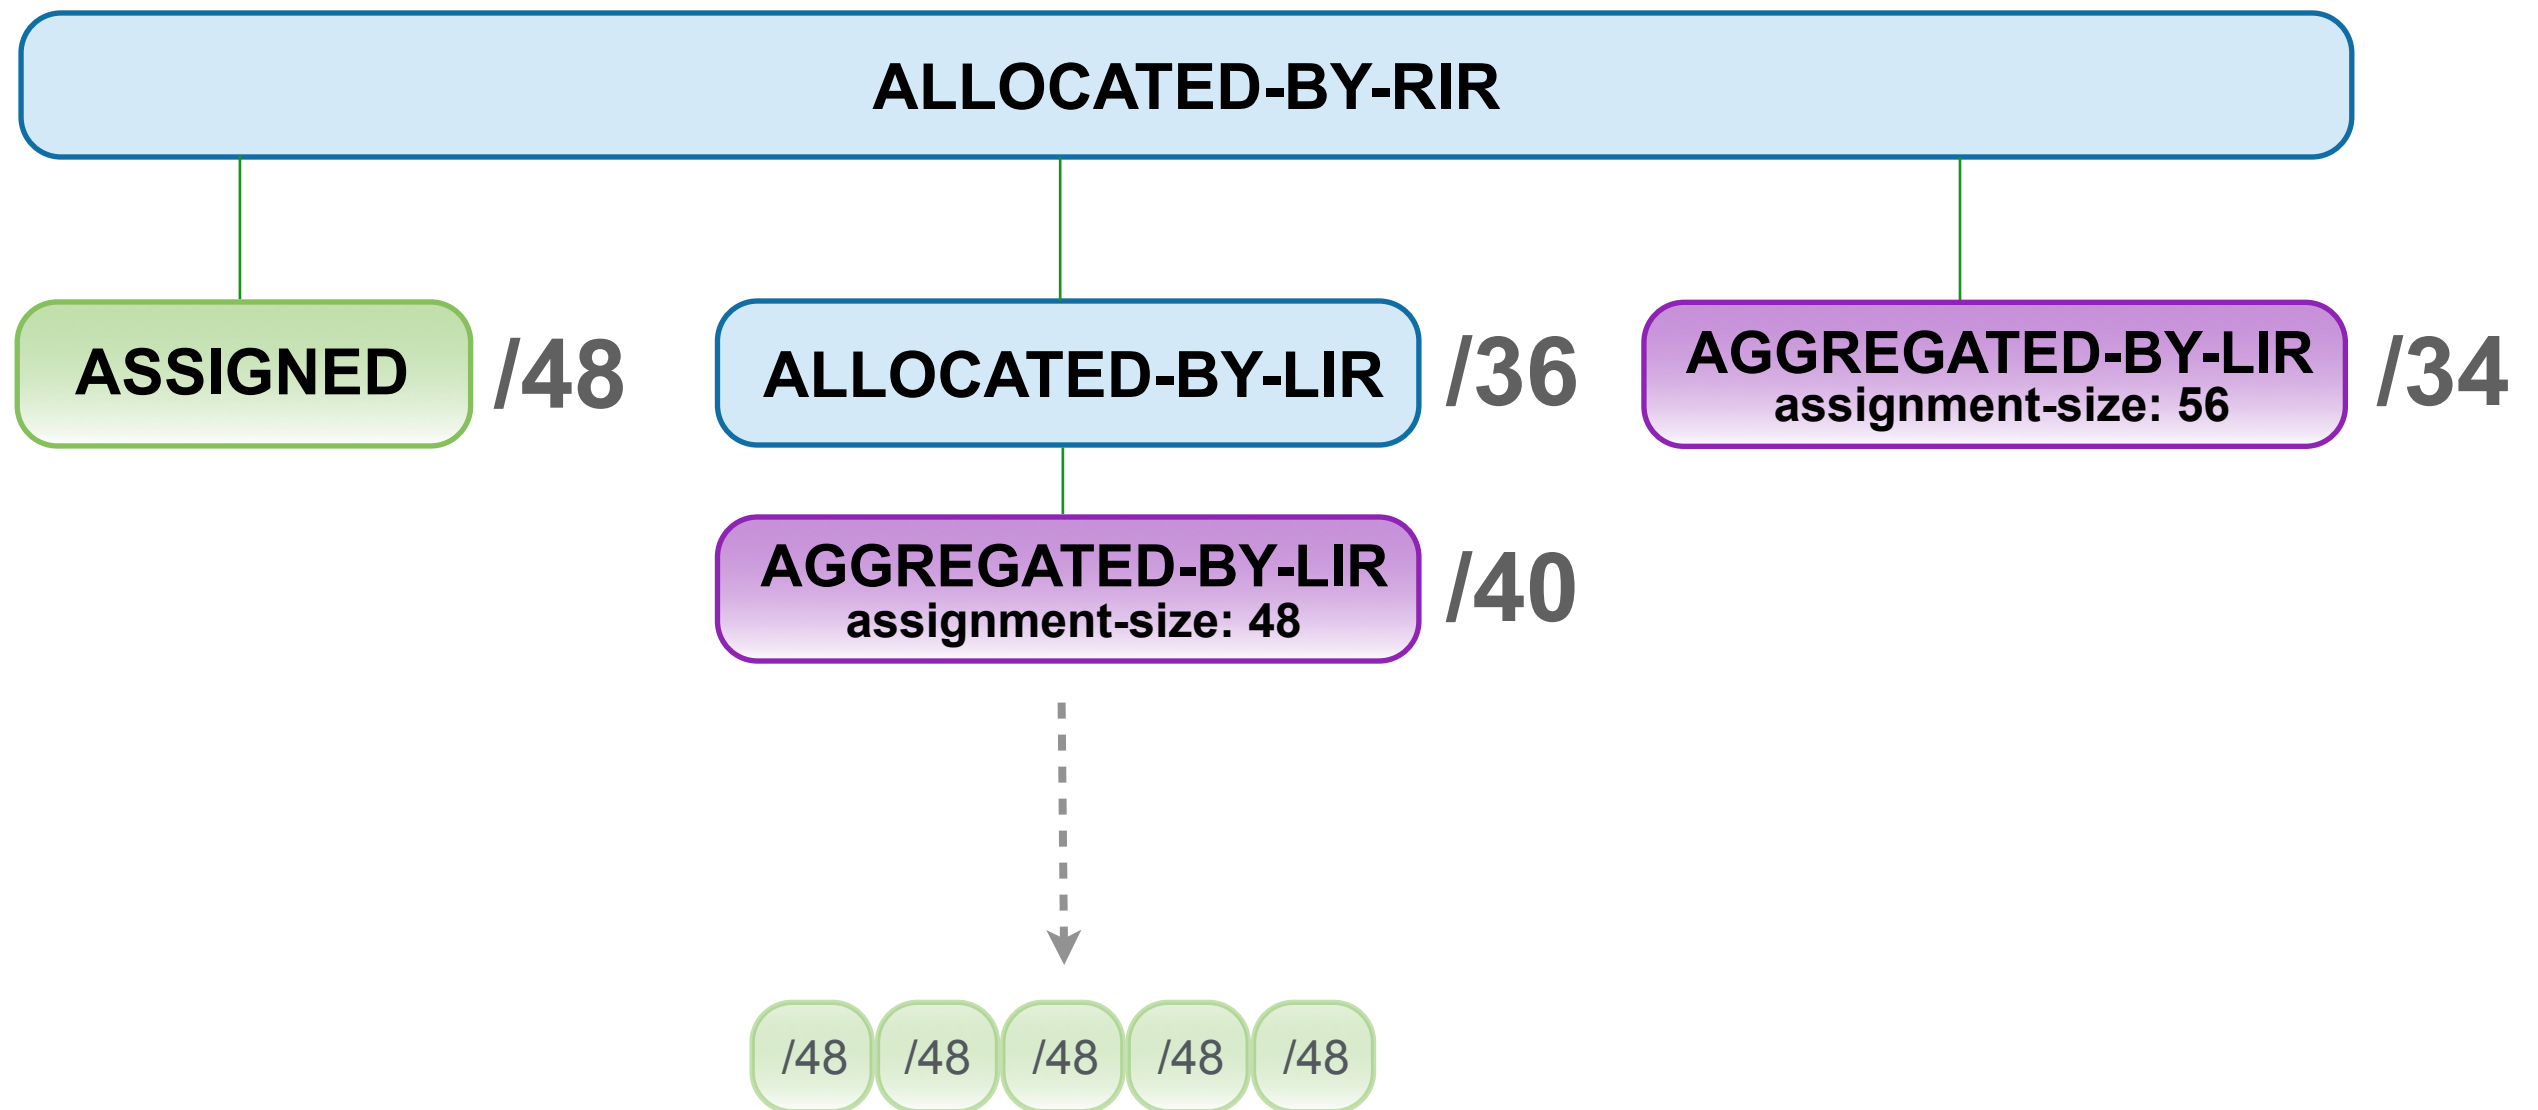 ALLOCATED-BY-RIR
ASSIGNED
/48
ALLOCATED-BY-LIR
/36
AGGREGATED-BY-LIR
assignment-size: 56
/34
AGGREGATED-BY-LIR
assignment-size: 48
/40
/48 /48 /48 /48 /48